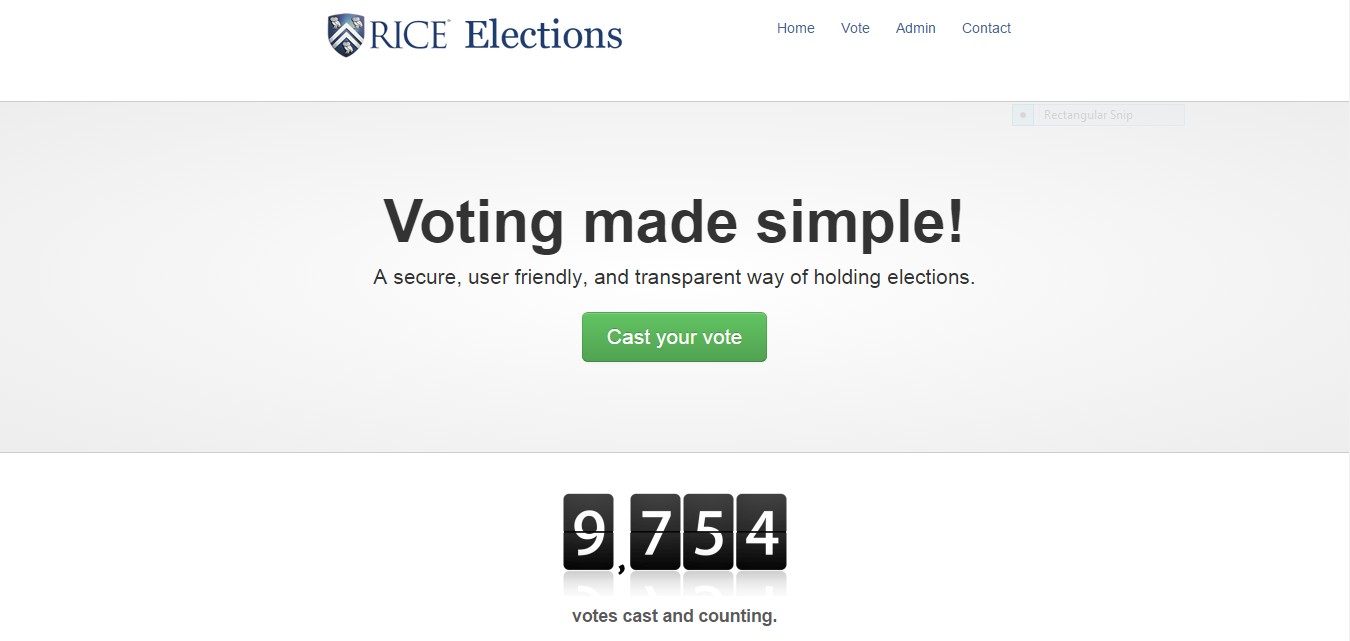 RICE Elections
Home Vote Admin Contact
Rectangular Snip
Voting made simple!
A secure, user friendly, and transparent way of holding elections.
Cast your vote
9,754
votes cast and counting.